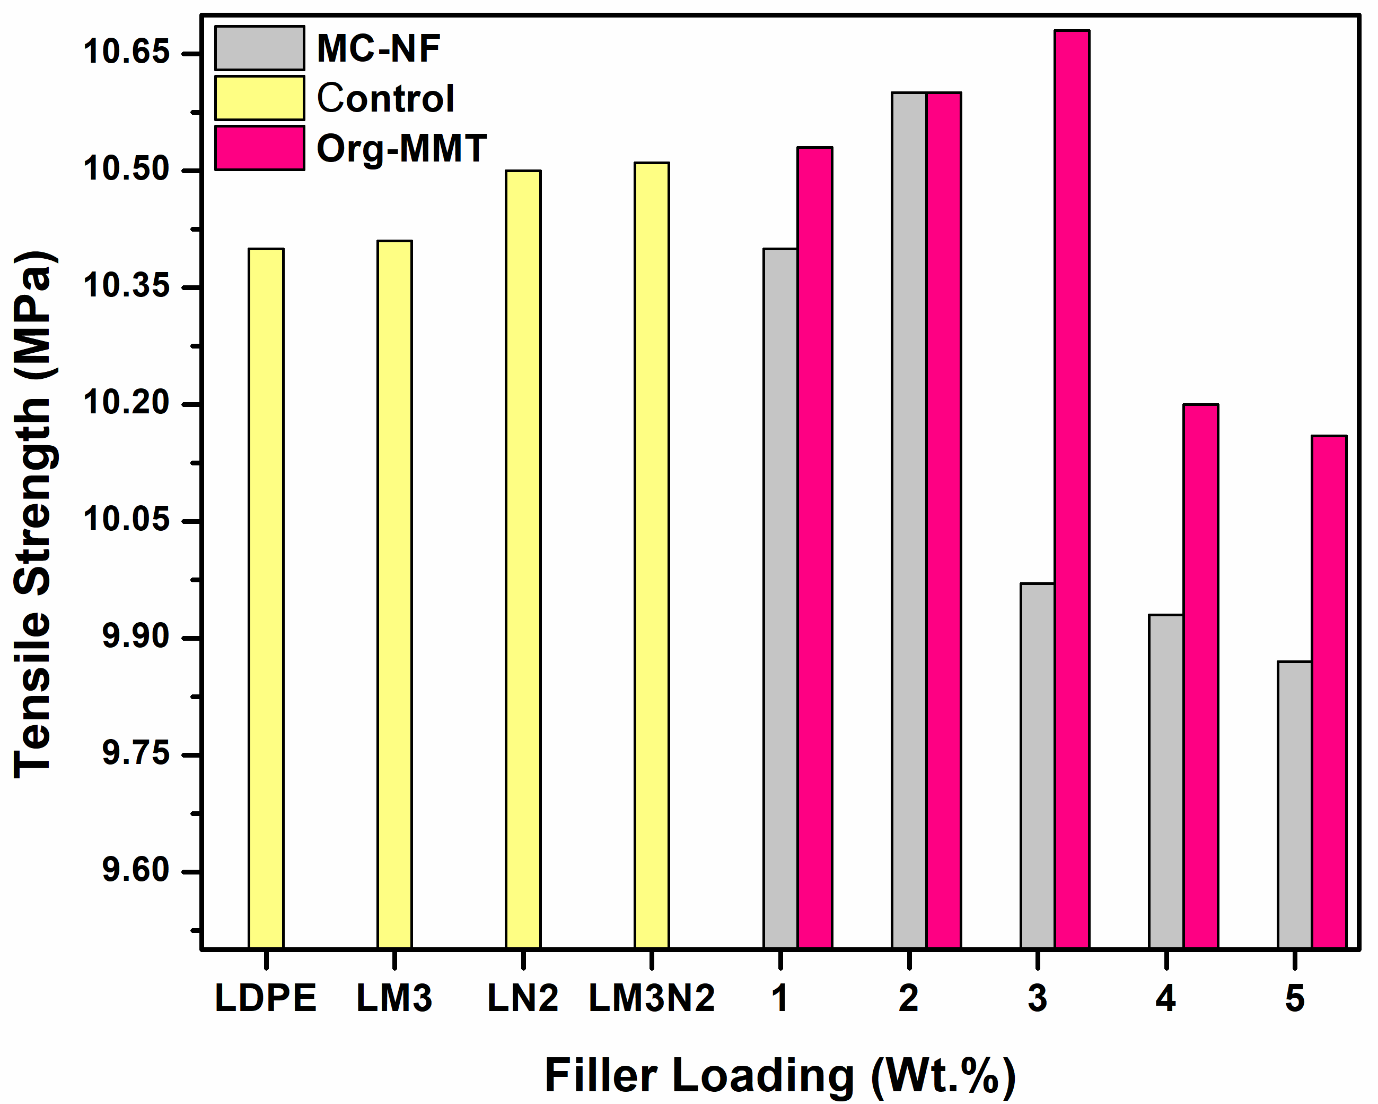 MC-NF
Control
Org-MMT
10.65
10.50
10.35
10.20
10.05
9.90
9.75
9.60
Tensile Strength (MPa)
LDPE LM3 LN2 LM3N2 1 2 3 4 5
Filler Loading (Wt.%)